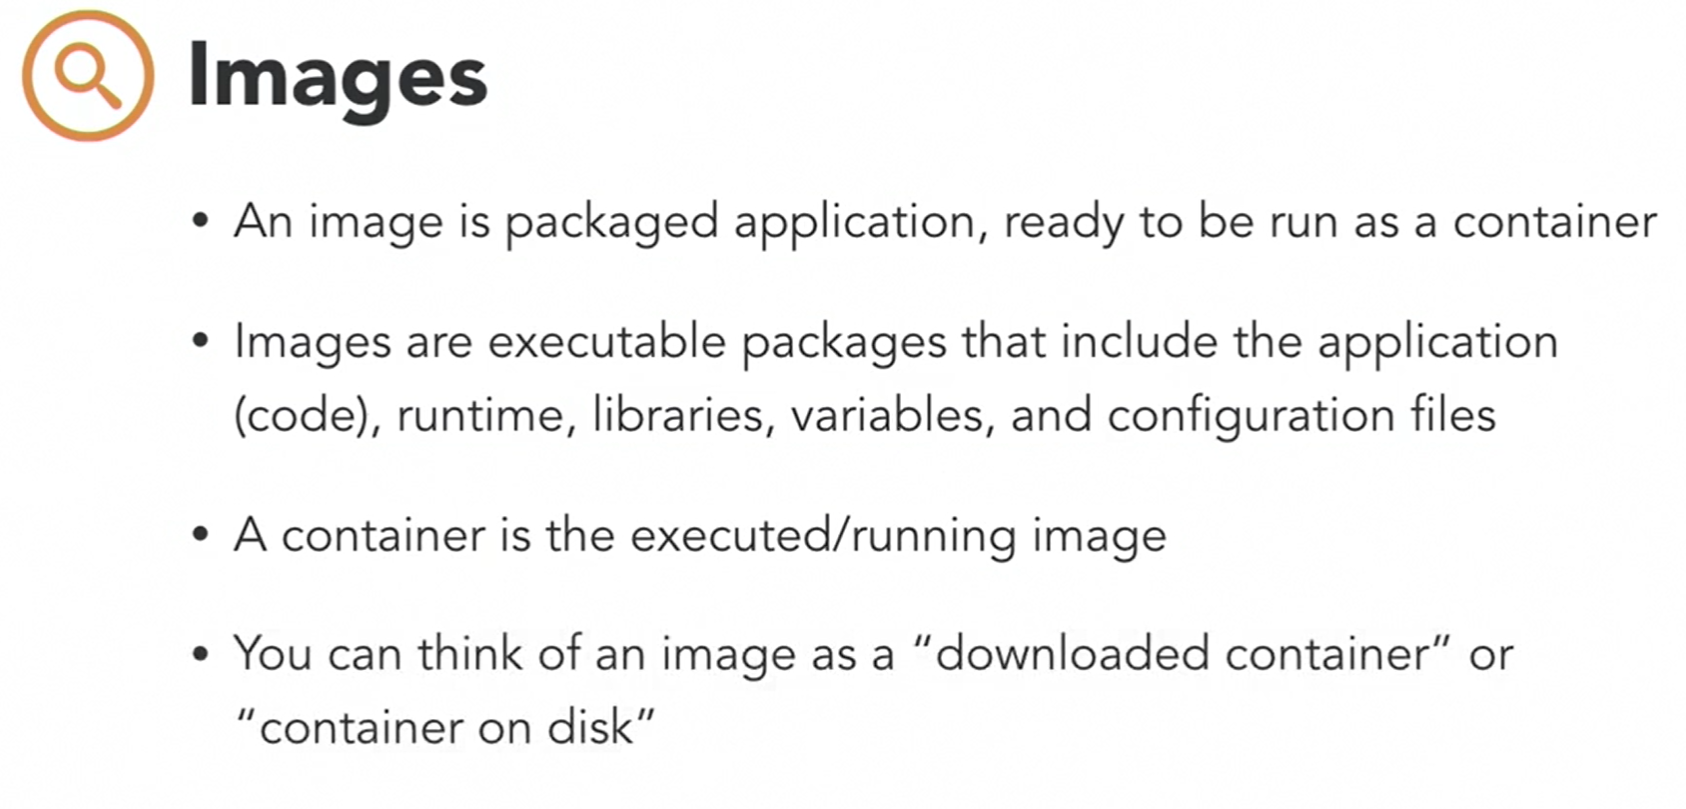 Images
• An image is packaged application, ready to be run as a container
• Images are executable packages that include the application
(code), runtime, libraries, variables, and configuration files
• A container is the executed/running image
• You can think of an image as a “downloaded container” or
“container on disk”